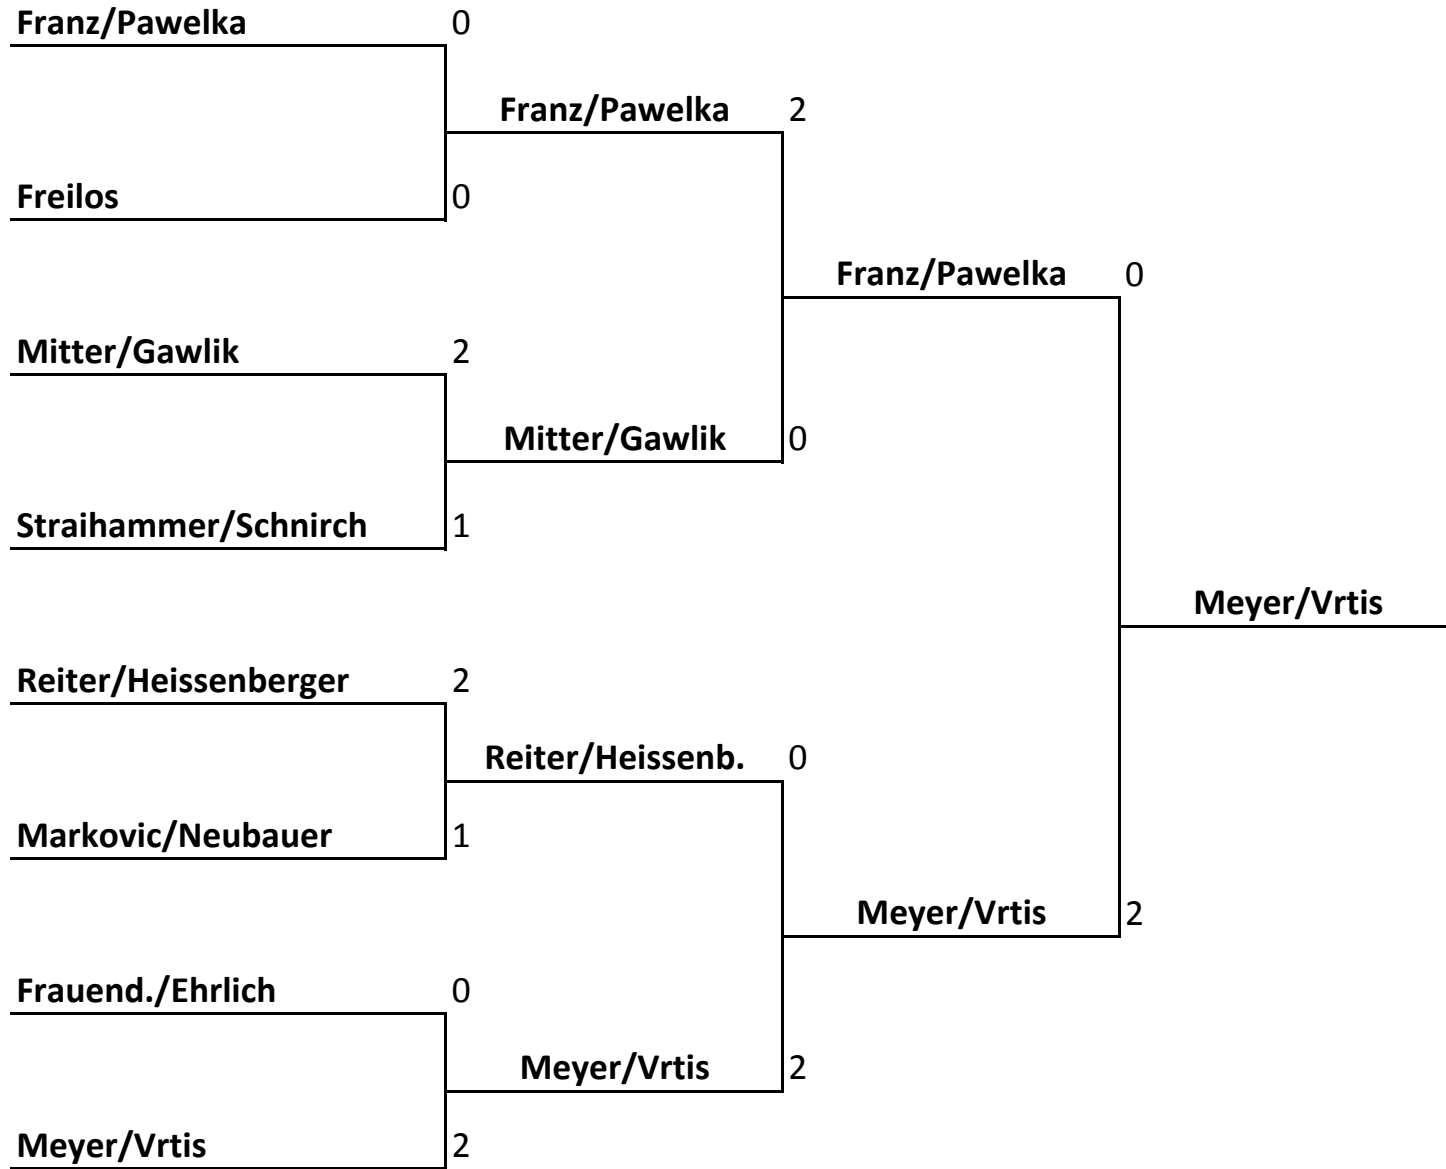 Franz/Pawelka 0
Franz/Pawelka 2
Freilos 0
Franz/Pawelka 0
Mitter/Gawlik 2
Mitter/Gawlik 0
Straihammer/Schnirch 1
Meyer/Vrtis
Reiter/Heissenberger 2
Reiter/Heissenb. 0
Markovic/Neubauer 1
Meyer/Vrtis 2
Frauend./Ehrlich 0
Meyer/Vrtis 2
Meyer/Vrtis 2